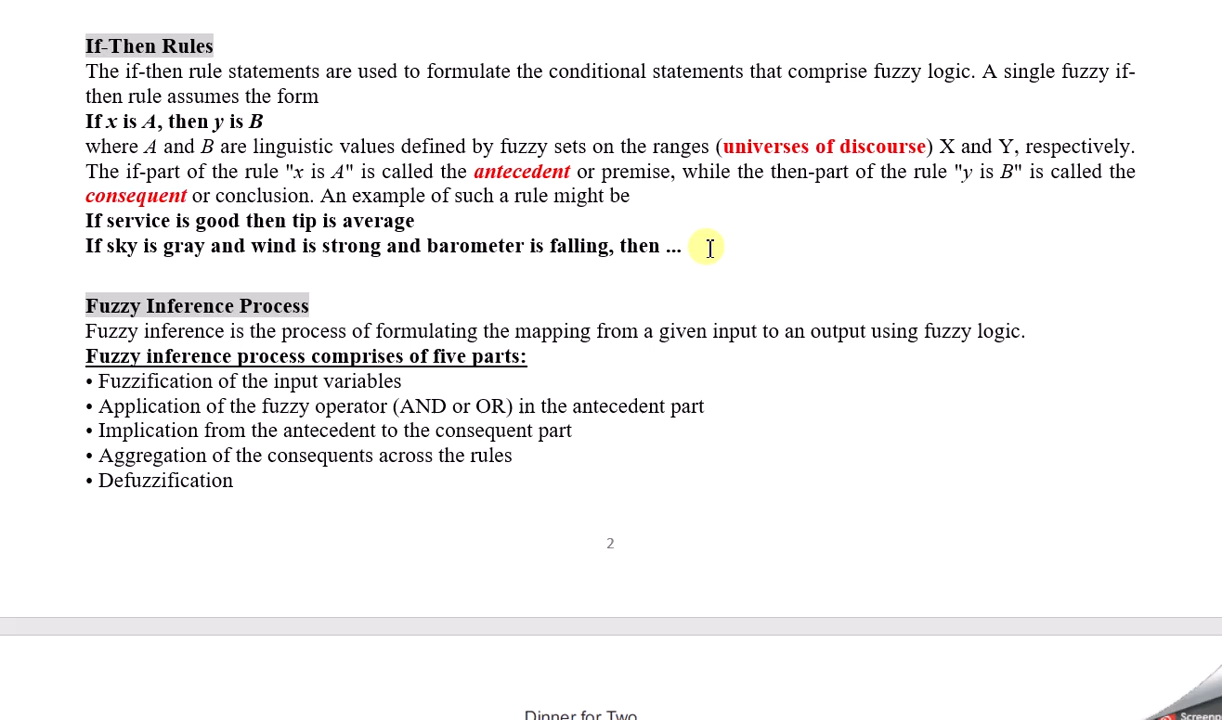 If-Then Rules
The if-then rule statements are used to formulate the conditional statements that comprise fuzzy logic. A single fuzzy if-
then rule assumes the form
If x is A, then y is B
where A and B are linguistic values defined by fuzzy sets on the ranges (universes of discourse) X and Y, respectively.
The if-part of the rule "x is A" is called the antecedent or premise, while the then-part of the rule "y is B" is called the
consequent or conclusion. An example of such a rule might be
If service is good then tip is average
If sky is gray and wind is strong and barometer is falling, then ...
Fuzzy Inference Process
Fuzzy inference is the process of formulating the mapping from a given input to an output using fuzzy logic.
Fuzzy inference process comprises of five parts:
• Fuzzification of the input variables
• Application of the fuzzy operator (AND or OR) in the antecedent part
• Implication from the antecedent to the consequent part
• Aggregation of the consequents across the rules
• Defuzzification
2
Dinner for Two